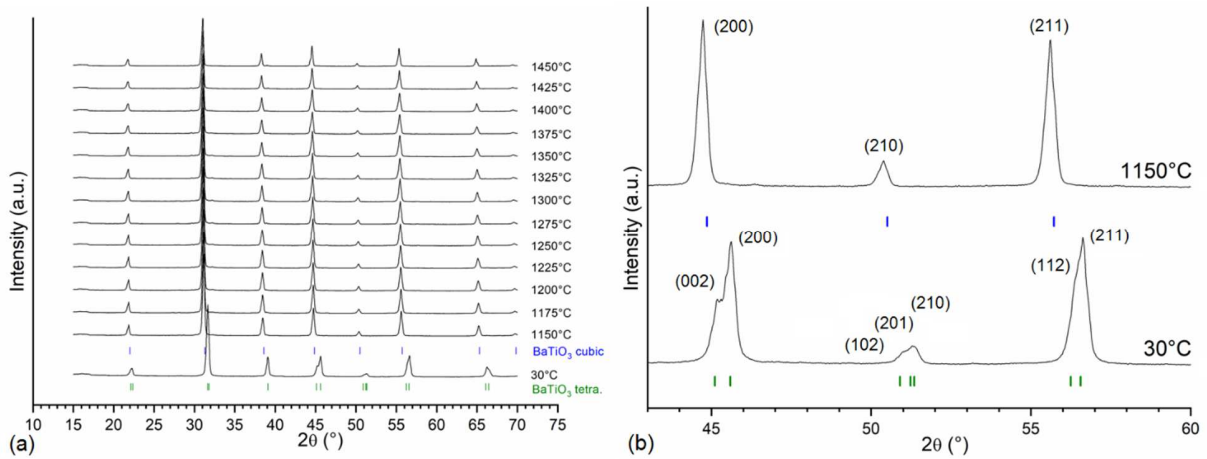 Intensity (a.u.)
1450°C
1425°C
1400°C
1375°C
1350°C
1325°C
1300°C
1275°C
1250°C
1225°C
1200°C
1175°C
1150°C
BaTiO3 cubic
30°C
BaTiO3 tetra.
10 15 20 25 30 35 40 45 50 55 60 65 70 75
(a)
2θ (°)
Intensity (a.u.)
(200)
(211)
(210)
1150°C
(002)
(200)
(102)
(201)
(210)
(112)
(211)
30°C
45 50 55 60
(b)
2θ (°)